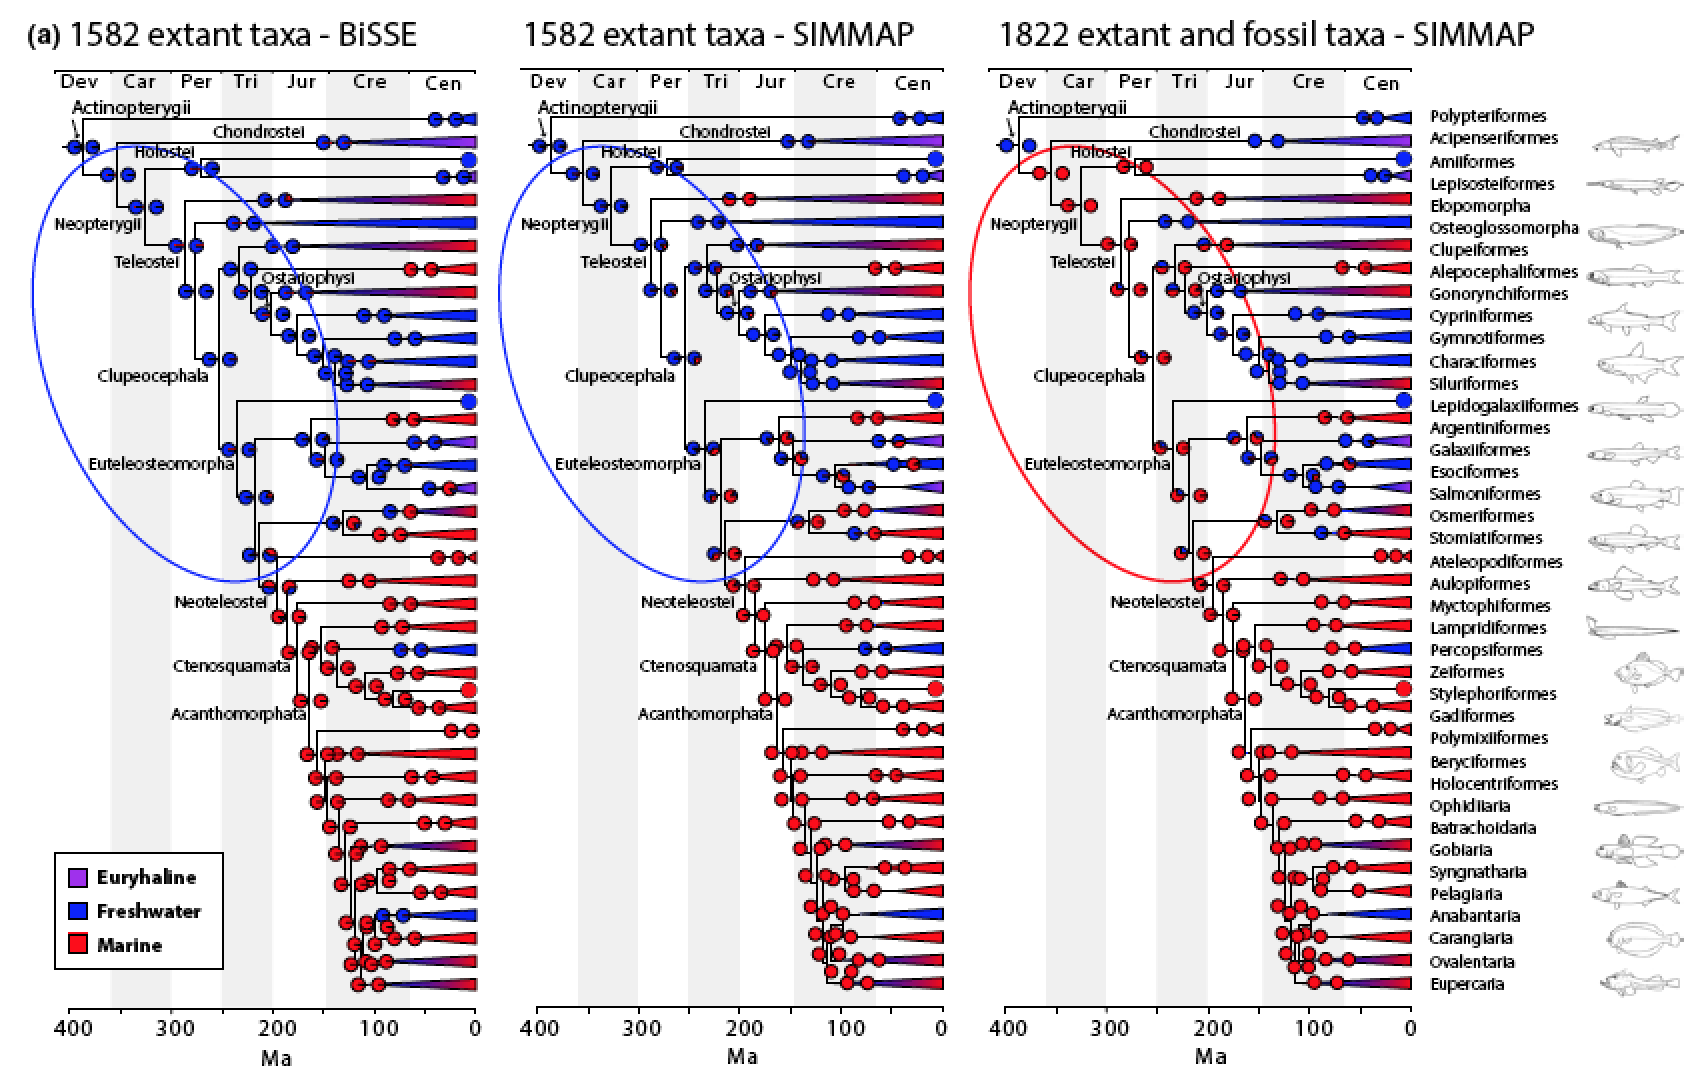 (a) 1582 extant taxa - BiSSE
1582 extant taxa - SIMMAP
1822 extant and fossil taxa - SIMMAP
Dev Car Per Tri Jur Cre Cen
Dev Car Per Tri Jur Cre Cen
Dev Car Per Tri Jur Cre Cen
Actinopterygii
Chondrostei
Holostei
Neopterygii
Teleostei
Ostariophysi
Clupeocephala
Euteleosteomorpha
Neoteleostei
Ctenosquamata
Acanthomorphata
Euryhaline
Freshwater
Marine
400 300 200 100 0
Ma
Actinopterygii
Chondrostei
Holostei
Neopterygii
Teleostei
Ostariophysi
Clupeocephala
Euteleosteomorpha
Neoteleostei
Ctenosquamata
Acanthomorphata
400 300 200 100 0
Ma
Actinopterygii
Chondrostei
Holostei
Neopterygii
Teleostei
Ostariophysi
Clupeocephala
Euteleosteomorpha
Neoteleostei
Ctenosquamata
Acanthomorphata
400 300 200 100 0
Ma
Polypteriformes
Acipenseriformes
Amiiformes
Lepisosteiformes
Elopomorpha
Osteoglossomorpha
Clupeiformes
Alepocephaliformes
Gonorynchiformes
Cypriniformes
Gymnotiformes
Characiformes
Siluriformes
Lepidogalaxiiformes
Argentiniformes
Galaxiiformes
Esociformes
Salmoniformes
Osmeriformes
Stomiatiformes
Ateleopodiformes
Aulopiformes
Myctophiformes
Lampridiformes
Percopsiformes
Zeiformes
Stylephoriformes
Gadiformes
Polymixiiformes
Beryciformes
Holocentriformes
Ophidiiaria
Batrachoidaria
Gobiaria
Syngnatharia
Pelagiaria
Anabantaria
Carangiaria
Ovalentaria
Eupercaria